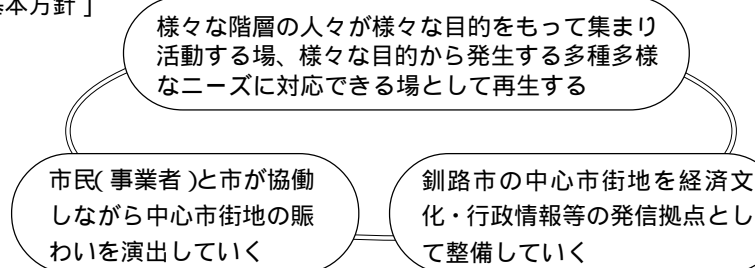 基本方針］
様々な階層の人々が様々な目的をもって集まり
活動する場、様々な目的から発生する多種多様
なニーズに対応できる場として再生する
市民(事業者)と市が協働
しながら中心市街地の賑
わいを演出していく
釧路市の中心市街地を経済文
化・行政情報等の発信拠点とし
て整備していく